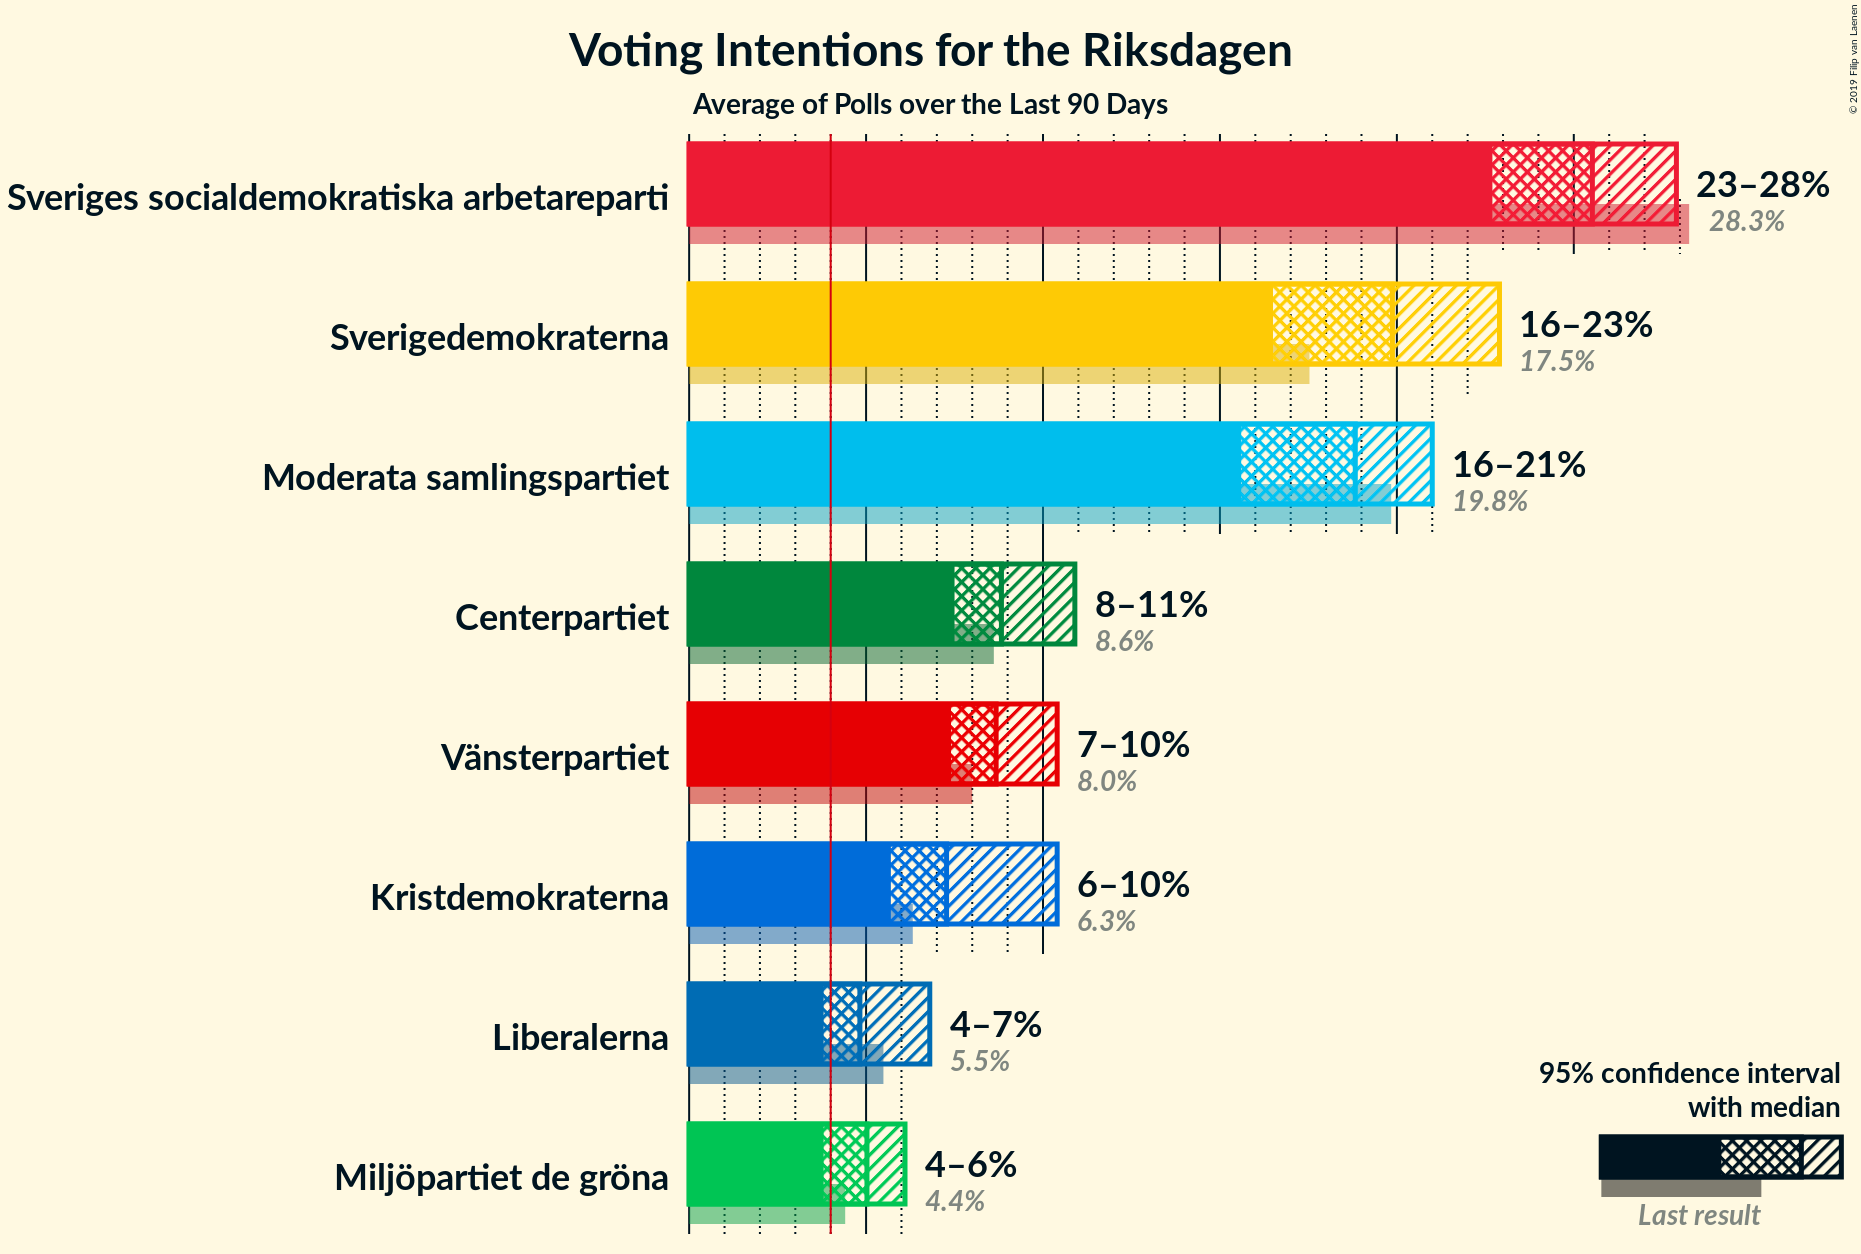 Voting Intentions for the Riksdagen
Average of Polls over the Last 90 Days
© 2019 Filip van Laenen
Sveriges socialdemokratiska arbetareparti
23–28%
28.3%
Sverigedemokraterna
16–23%
17.5%
Moderata samlingspartiet
16–21%
19.8%
Centerpartiet
8–11%
8.6%
Vänsterpartiet
7–10%
8.0%
Kristdemokraterna
6–10%
6.3%
Liberalerna
4–7%
5.5%
Miljöpartiet de gröna
4–6%
4.4%
95% confidence interval
with median
Last result